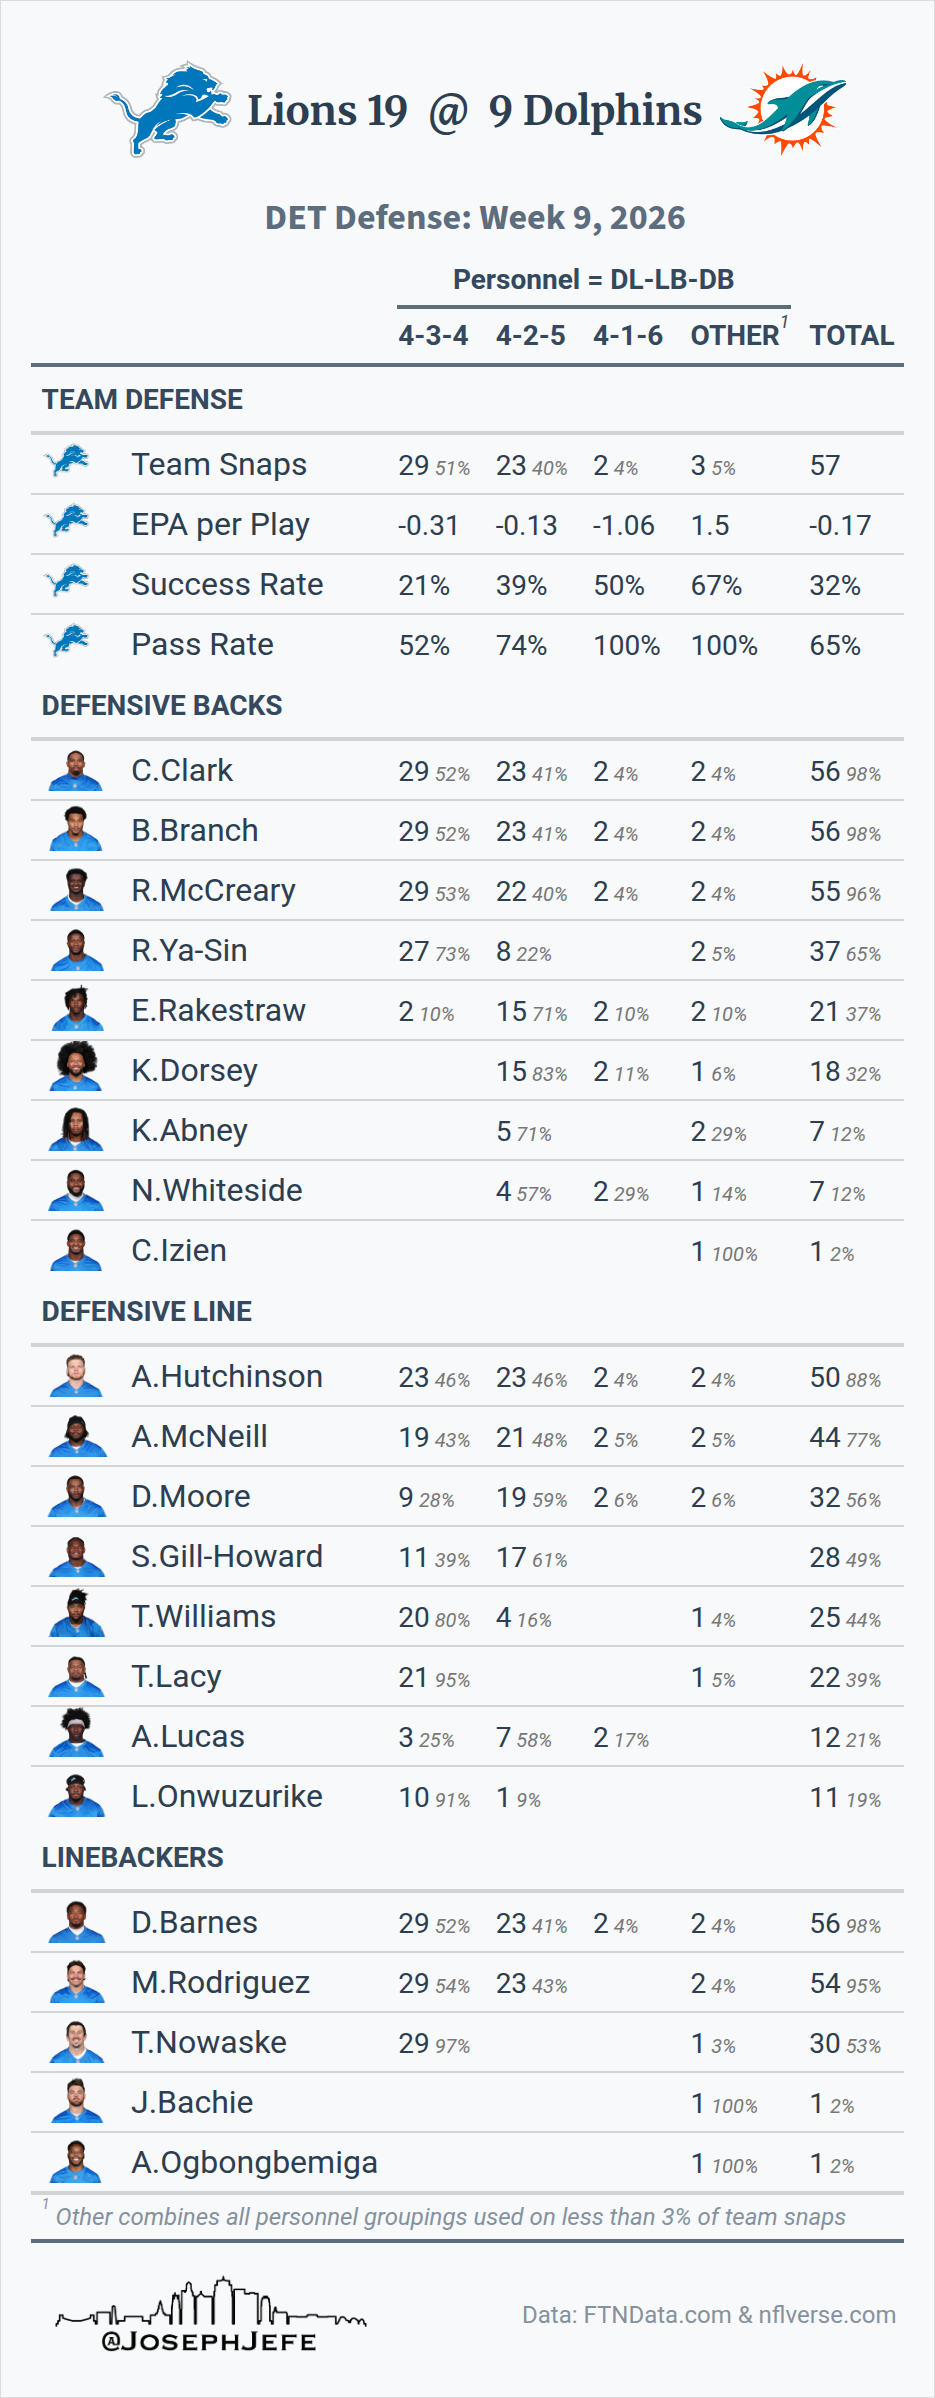 Lions 19 @ 9 Dolphins
DET Defense: Week 9, 2026
Personnel = DL-LB-DB
4-3-4 4-2-5 4-1-6 OTHER1 TOTAL
TEAM DEFENSE
Team Snaps 29 51% 23 40% 2 4% 3 5% 57
EPA per Play -0.31 -0.13 -1.06 1.5 -0.17
Success Rate 21% 39% 50% 67% 32%
Pass Rate 52% 74% 100% 100% 65%
DEFENSIVE BACKS
C.Clark 29 52% 23 41% 2 4% 2 4% 56 98%
B.Branch 29 52% 23 41% 2 4% 2 4% 56 98%
R.McCreary 29 53% 22 40% 2 4% 2 4% 55 96%
R.Ya-Sin 27 73% 8 22% 2 5% 37 65%
E.Rakestraw 2 10% 15 71% 2 10% 2 10% 21 37%
K.Dorsey 15 83% 2 11% 1 6% 18 32%
K.Abney 5 71% 2 29% 7 12%
N.Whiteside 4 57% 2 29% 1 14% 7 12%
C.Izien 1 100% 1 2%
DEFENSIVE LINE
A.Hutchinson 23 46% 23 46% 2 4% 2 4% 50 88%
A.McNeill 19 43% 21 48% 2 5% 2 5% 44 77%
D.Moore 9 28% 19 59% 2 6% 2 6% 32 56%
S.Gill-Howard 11 39% 17 61% 28 49%
T.Williams 20 80% 4 16% 1 4% 25 44%
T.Lacy 21 95% 1 5% 22 39%
A.Lucas 3 25% 7 58% 2 17% 12 21%
L.Onwuzurike 10 91% 1 9% 11 19%
LINEBACKERS
D.Barnes 29 52% 23 41% 2 4% 2 4% 56 98%
M.Rodriguez 29 54% 23 43% 2 4% 54 95%
T.Nowaske 29 97% 1 3% 30 53%
J.Bachie 1 100% 1 2%
A.Ogbongbemiga 1 100% 1 2%
1 Other combines all personnel groupings used on less than 3% of team snaps
@JOSEPHJEFE
Data: FTNData.com & nflverse.com